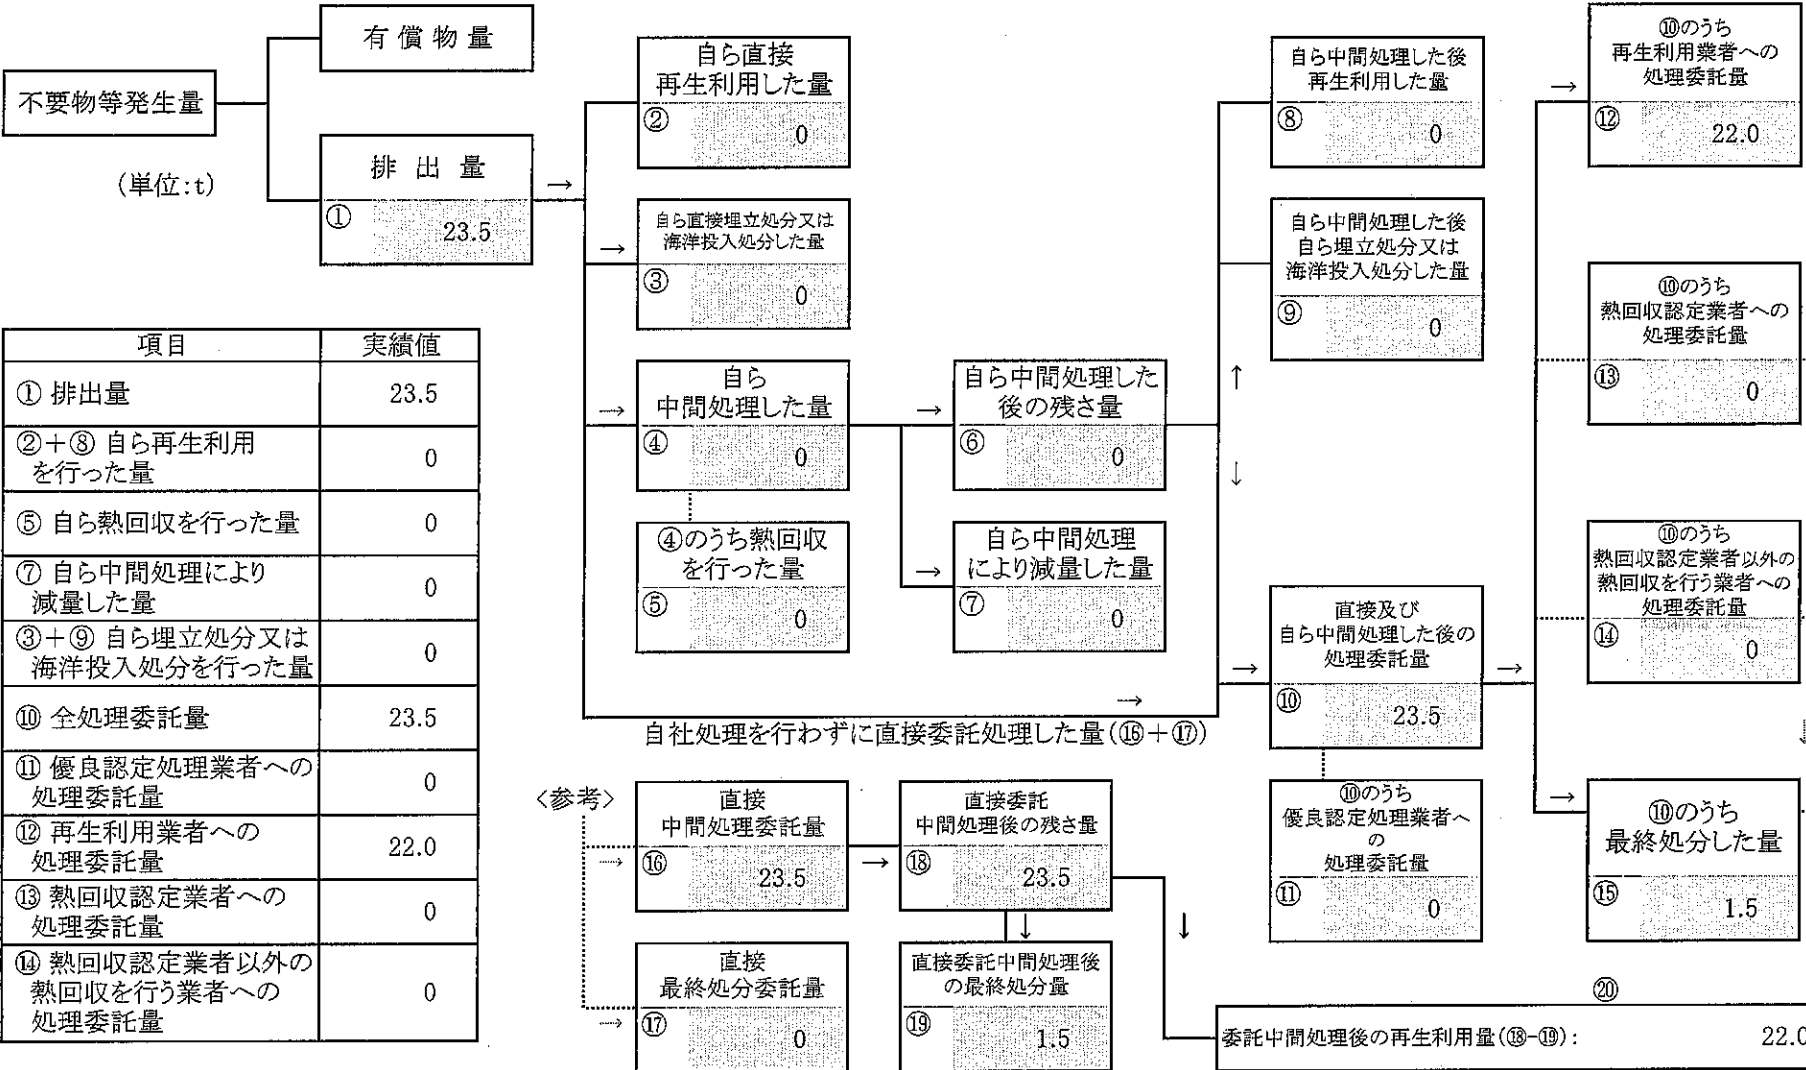 不要物等発生量
(単位:t)
有償物量
排出量
①
23.5
→
自ら直接
再生利用した量
②
0
→
自ら直接埋立処分又は
海洋投入処分した量
③
0
→
自ら
中間処理した量
④
0
④のうち熱回収
を行った量
⑤
0
→
自ら中間処理した
後の残さ量
⑥
0
→
自ら中間処理
により減量した量
⑦
0
↑
↓
自ら中間処理した後
再生利用した量
⑧
0
自ら中間処理した後
自ら埋立処分又は
海洋投入処分した量
⑨
0
→
自社処理を行わずに直接委託処理した量(⑯+⑰)
→
直接及び
自ら中間処理した後の
処理委託量
⑩
23.5
→
⑩のうち
優良認定処理業者へ
の
処理委託量
⑪
0
→
⑩のうち
再生利用業者への
処理委託量
⑫
22.0
⑩のうち
熱回収認定業者への
処理委託量
⑬
0
⑩のうち
熱回収認定業者以外の
熱回収を行う業者への
処理委託量
⑭
0
→
⑩のうち
最終処分した量
⑮
1.5
項目 実績値
① 排出量 23.5
②+⑧ 自ら再生利用
を行った量 0
⑤ 自ら熱回収を行った量 0
⑦ 自ら中間処理により
減量した量 0
③+⑨ 自ら埋立処分又は
海洋投入処分を行った量 0
⑩ 全処理委託量 23.5
⑪ 優良認定処理業者への
処理委託量 0
⑫ 再生利用業者への
処理委託量 22.0
⑬ 熱回収認定業者への
処理委託量 0
⑭ 熱回収認定業者以外の
熱回収を行う業者への
処理委託量 0
〈参考〉
→
直接
中間処理委託量
⑯
23.5
→
直接委託
中間処理後の残さ量
⑱
23.5
↓
↓
→
直接
最終処分委託量
⑰
0
直接委託中間処理後
の最終処分量
⑲
1.5
⑳
委託中間処理後の再生利用量(⑱-⑲): 22.0